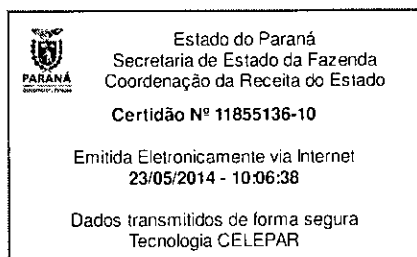 Estado do Paraná
Secretaria de Estado da Fazenda
Coordenação da Receita do Estado
PARANÁ
Certidão Nº 11855136-10
Emitida Eletronicamente via Internet
23/05/2014 - 10:06:38
Dados transmitidos de forma segura
Tecnologia CELEPAR